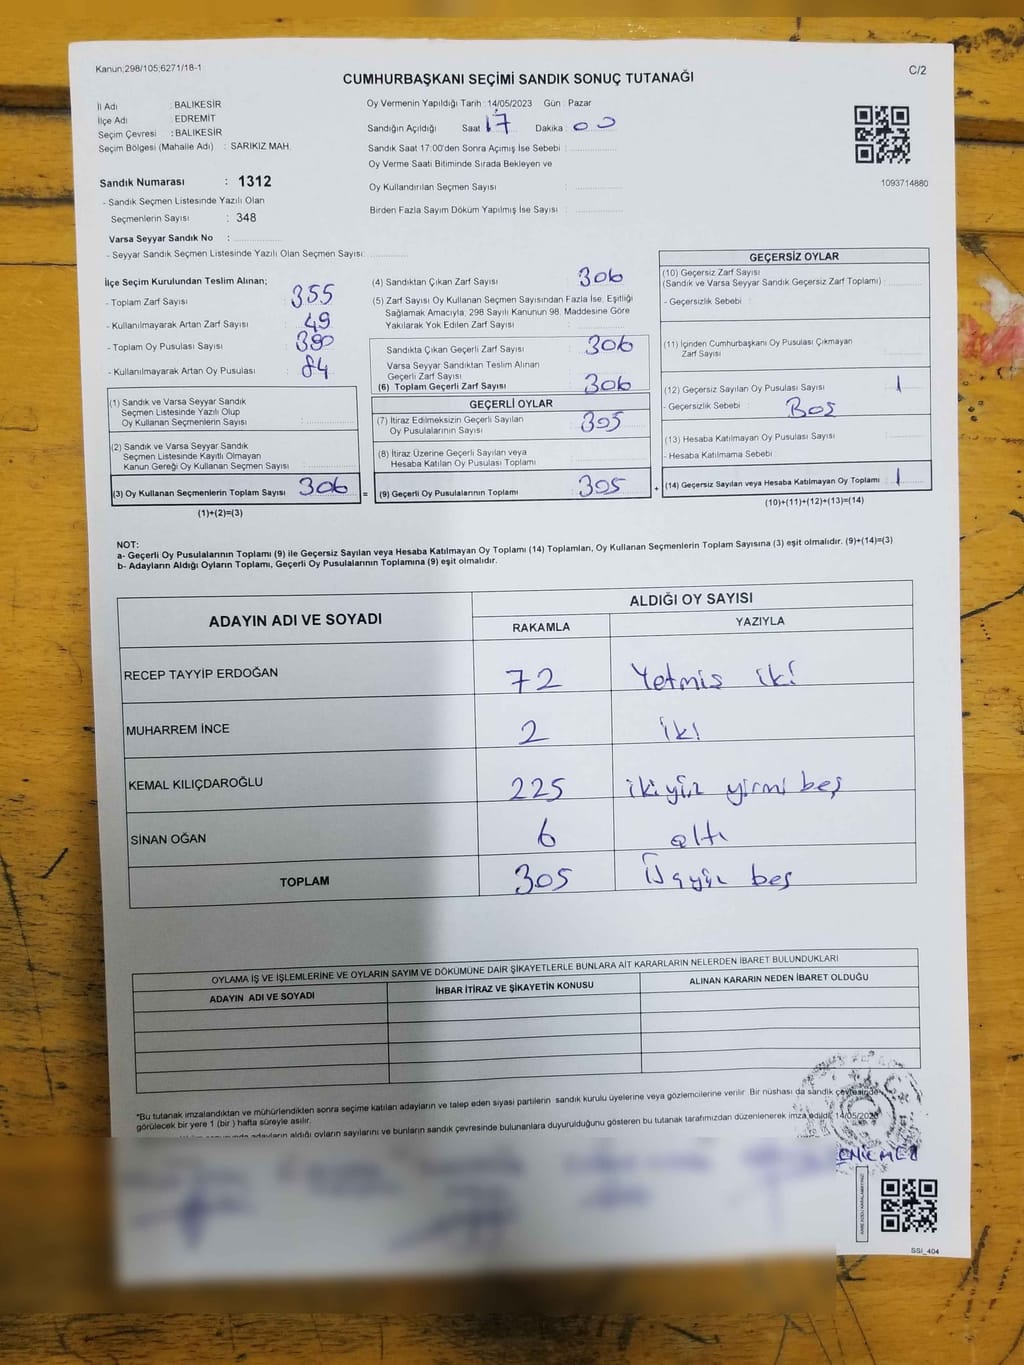 Kanun;298/105;6271/18-1
C/2
CUMHURBAŞKANI SEÇİMİ SANDIK SONUÇ TUTANAĞI
İl Adı : BALIKESİR
İlçe Adı : EDREMİT
Seçim Çevresi : BALIKESİR
Seçim Bölgesi (Mahalle Adı) : SARIKIZ MAH.
Sandık Numarası : 1312
- Sandık Seçmen Listesinde Yazılı Olan
Seçmenlerin Sayısı : 348
Varsa Seyyar Sandık No :
- Seyyar Sandık Seçmen Listesinde Yazılı Olan Seçmen Sayısı:
Oy Vermenin Yapıldığı Tarih : 14/05/2023 Gün : Pazar
Sandığın Açıldığı Saat 17 Dakika 00
Sandık Saat 17:00'den Sonra Açımış İse Sebebi :
Oy Verme Saati Bitiminde Sırada Bekleyen ve
Oy Kullandırılan Seçmen Sayısı :
Birden Fazla Sayım Döküm Yapılmış İse Sayısı :
1093714880
İlçe Seçim Kurulundan Teslim Alınan;
- Toplam Zarf Sayısı : 355
- Kullanılmayarak Artan Zarf Sayısı : 49
- Toplam Oy Pusulası Sayısı : 390
- Kullanılmayarak Artan Oy Pusulası : 84
(1) Sandık ve Varsa Seyyar Sandık
Seçmen Listesinde Yazılı Olup
Oy Kullanan Seçmenlerin Sayısı :
(2) Sandık ve Varsa Seyyar Sandık
Seçmen Listesinde Kayıtlı Olmayan
Kanun Gereği Oy Kullanan Seçmen Sayısı :
(3) Oy Kullanan Seçmenlerin Toplam Sayısı 306 =
(1)+(2)=(3)
(4) Sandıktan Çıkan Zarf Sayısı : 306
(5) Zarf Sayısı Oy Kullanan Seçmen Sayısından Fazla İse, Eşitliği
Sağlamak Amacıyla, 298 Sayılı Kanunun 98. Maddesine Göre
Yakılarak Yok Edilen Zarf Sayısı :
Sandıkta Çıkan Geçerli Zarf Sayısı : 306
Varsa Seyyar Sandıktan Teslim Alınan
Geçerli Zarf Sayısı :
(6) Toplam Geçerli Zarf Sayısı : 306
GEÇERLİ OYLAR
(7) İtiraz Edilmeksizin Geçerli Sayılan
Oy Pusulalarının Sayısı : 305
(8) İtiraz Üzerine Geçerli Sayılan veya
Hesaba Katılan Oy Pusulası Toplamı :
(9) Geçerli Oy Pusulalarının Toplamı : 305 +
GEÇERSİZ OYLAR
(10) Geçersiz Zarf Sayısı
(Sandık ve Varsa Seyyar Sandık Geçersiz Zarf Toplamı) :
- Geçersizlik Sebebi :
(11) İçinden Cumhurbaşkanı Oy Pusulası Çıkmayan
Zarf Sayısı :
(12) Geçersiz Sayılan Oy Pusulası Sayısı : 1
- Geçersizlik Sebebi : Boş
(13) Hesaba Katılmayan Oy Pusulası Sayısı :
- Hesaba Katılmama Sebebi :
(14) Geçersiz Sayılan veya Hesaba Katılmayan Oy Toplamı : 1
(10)+(11)+(12)+(13)=(14)
NOT:
a- Geçerli Oy Pusulalarının Toplamı (9) ile Geçersiz Sayılan veya Hesaba Katılmayan Oy Toplamı (14) Toplamları, Oy Kullanan Seçmenlerin Toplam Sayısına (3) eşit olmalıdır. (9)+(14)=(3)
b- Adayların Aldığı Oyların Toplamı, Geçerli Oy Pusulalarının Toplamına (9) eşit olmalıdır.
ADAYIN ADI VE SOYADI
ALDIĞI OY SAYISI
RAKAMLA YAZIYLA
RECEP TAYYİP ERDOĞAN 72 Yetmiş iki
MUHARREM İNCE 2 iki
KEMAL KILIÇDAROĞLU 225 ikiyüz yirmi beş
SİNAN OĞAN 6 altı
TOPLAM 305 Üçyüz beş
OYLAMA İŞ VE İŞLEMLERİNE VE OYLARIN SAYIM VE DÖKÜMÜNE DAİR ŞİKAYETLERLE BUNLARA AİT KARARLARIN NELERDEN İBARET BULUNDUKLARI
ADAYIN ADI VE SOYADI İHBAR İTİRAZ VE ŞİKAYETİN KONUSU ALINAN KARARIN NEDEN İBARET OLDUĞU
*Bu tutanak imzalandıktan ve mühürlendikten sonra seçime katılan adayların ve talep eden siyasi partilerin sandık kurulu üyelerine veya gözlemcilerine verilir. Bir nüshası da sandık çevresinde
görülecek bir yere 1 (bir ) hafta süreyle asılır.
adayların aldığı oyların sayılarını ve bunların sandık çevresinde bulunanlara duyurulduğunu gösteren bu tutanak tarafımızdan düzenlenerek imza edildi. 14/05/2023
SSI_404